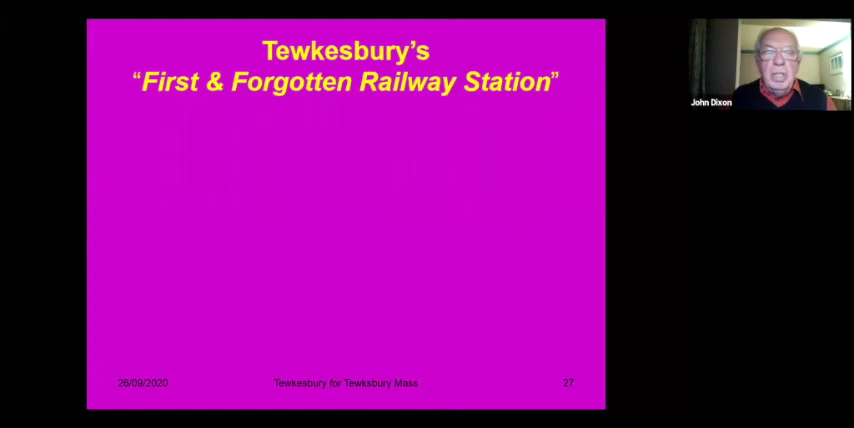 Tewkesbury’s
“First & Forgotten Railway Station”
John Dixon
26/09/2020 Tewkesbury for Tewksbury Mass 27